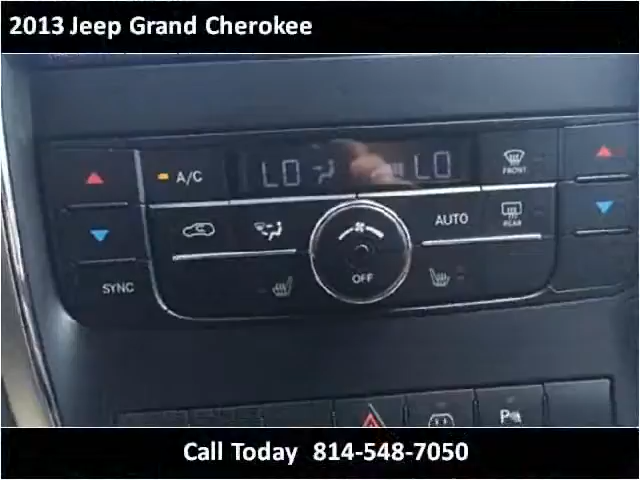 2013 Jeep Grand Cherokee
A/C
LO
LO
FRONT
AUTO
REAR
OFF
SYNC
Call Today 814-548-7050